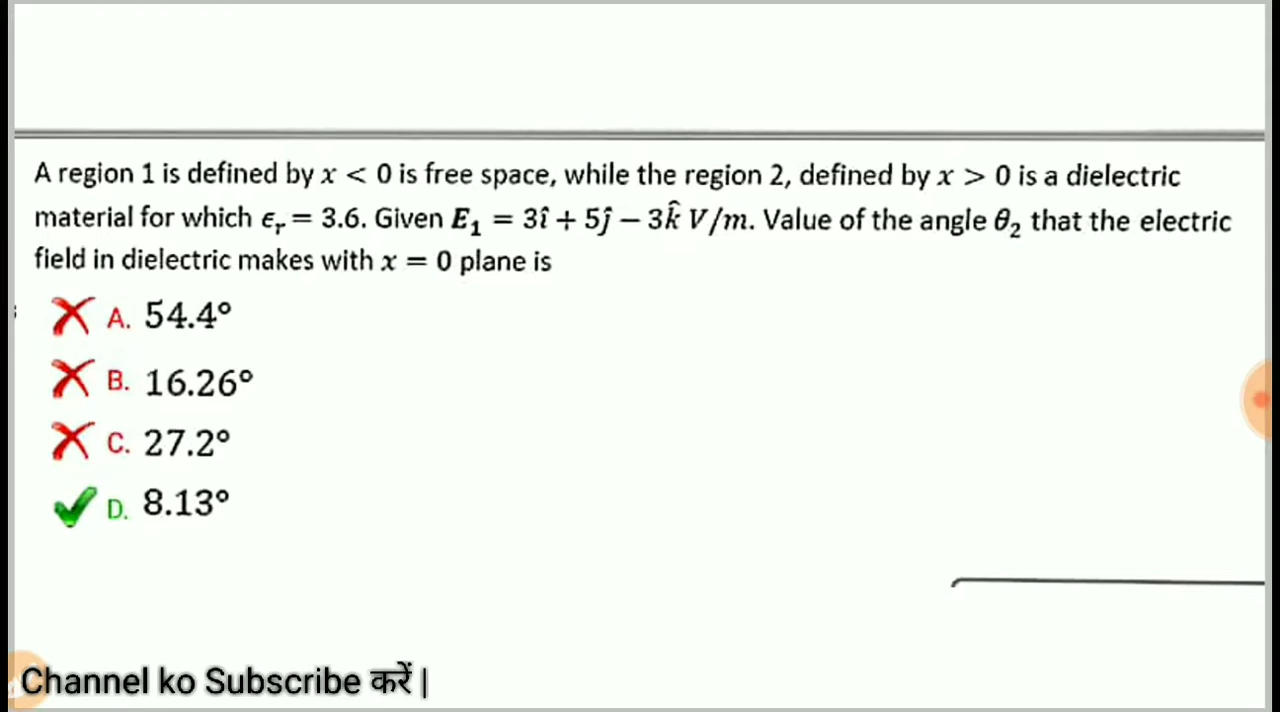 A region 1 is defined by x < 0 is free space, while the region 2, defined by x > 0 is a dielectric
material for which ϵᵣ = 3.6. Given E₁ = 3î + 5ĵ − 3k̂ V/m. Value of the angle θ₂ that the electric
field in dielectric makes with x = 0 plane is
A. 54.4°
B. 16.26°
C. 27.2°
D. 8.13°
Channel ko Subscribe करें |